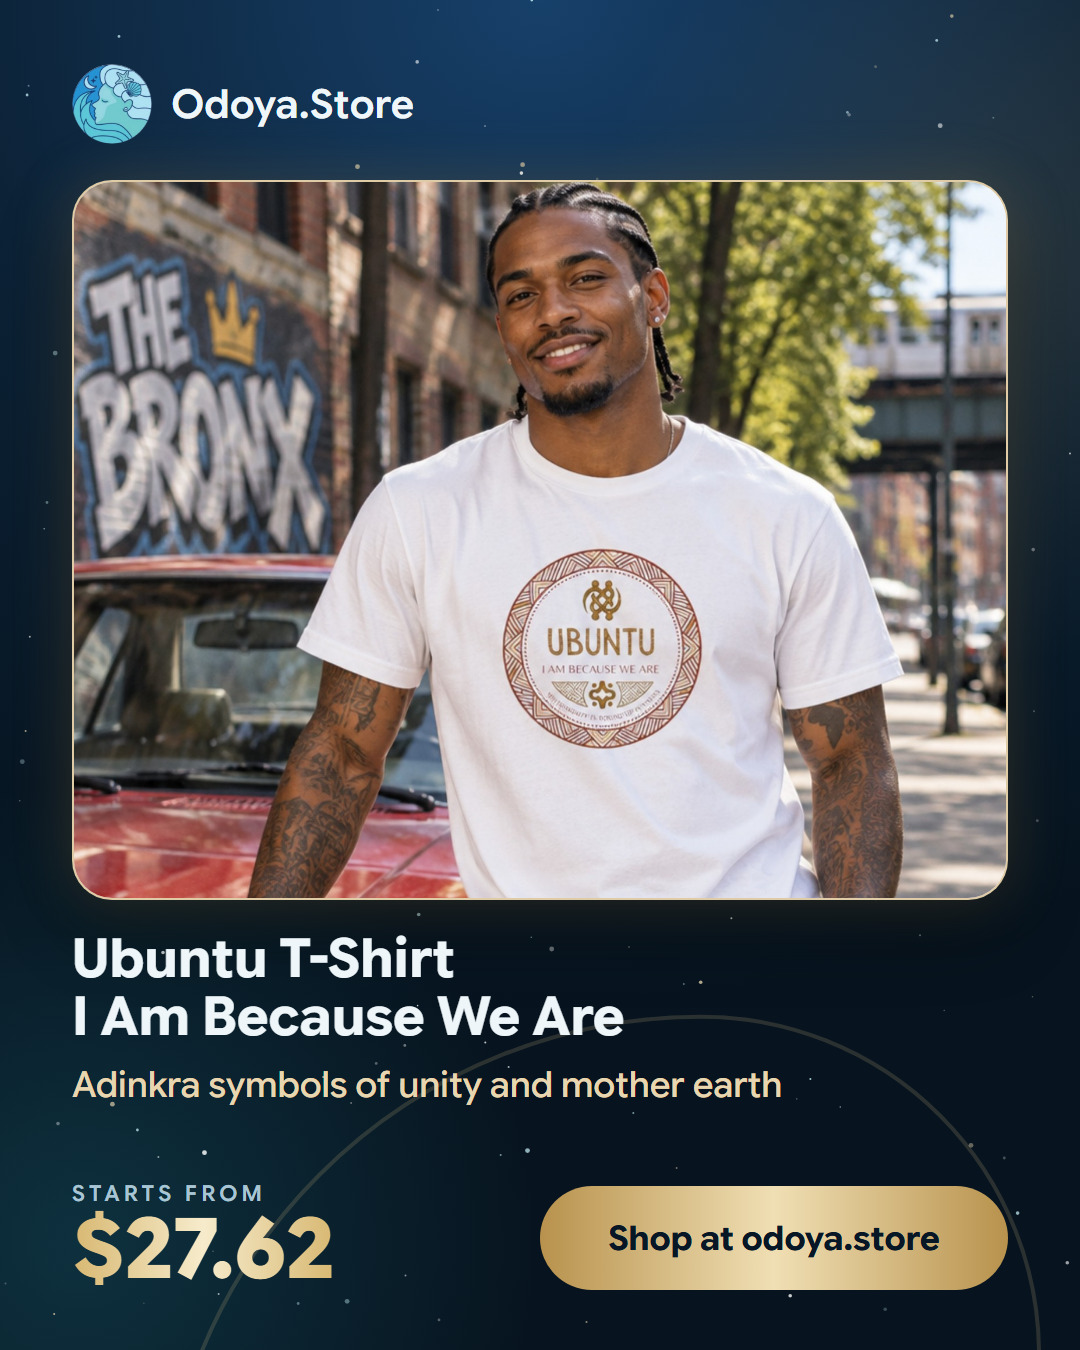 Odoya.Store
THE
BRONX
UBUNTU
I AM BECAUSE WE ARE
Ubuntu T-Shirt
I Am Because We Are
Adinkra symbols of unity and mother earth
STARTS FROM
$27.62
Shop at odoya.store